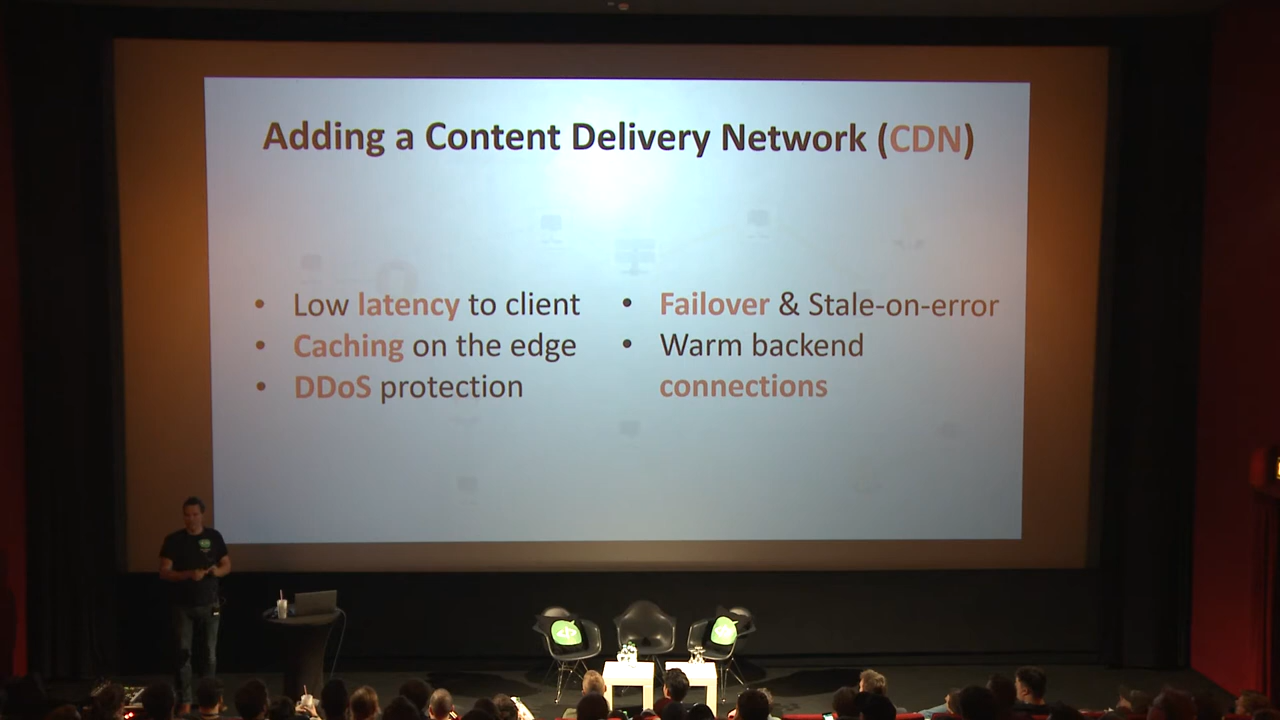 Adding a Content Delivery Network (CDN)
• Low latency to client
• Caching on the edge
• DDoS protection
• Failover & Stale-on-error
• Warm backend
connections